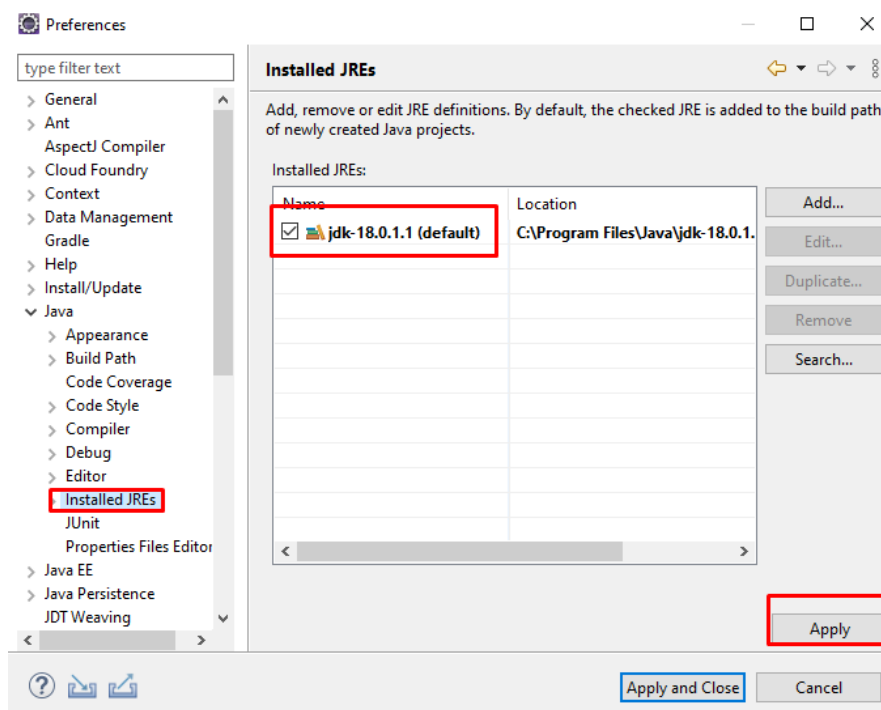 Preferences
type filter text
General
Ant
AspectJ Compiler
Cloud Foundry
Context
Data Management
Gradle
Help
Install/Update
Java
Appearance
Build Path
Code Coverage
Code Style
Compiler
Debug
Editor
Installed JREs
JUnit
Properties Files Editor
Java EE
Java Persistence
JDT Weaving
Installed JREs
Add, remove or edit JRE definitions. By default, the checked JRE is added to the build path
of newly created Java projects.
Installed JREs:
Name Location
jdk-18.0.1.1 (default) C:\Program Files\Java\jdk-18.0.1.
Add...
Edit...
Duplicate...
Remove
Search...
Apply
?
Apply and Close Cancel